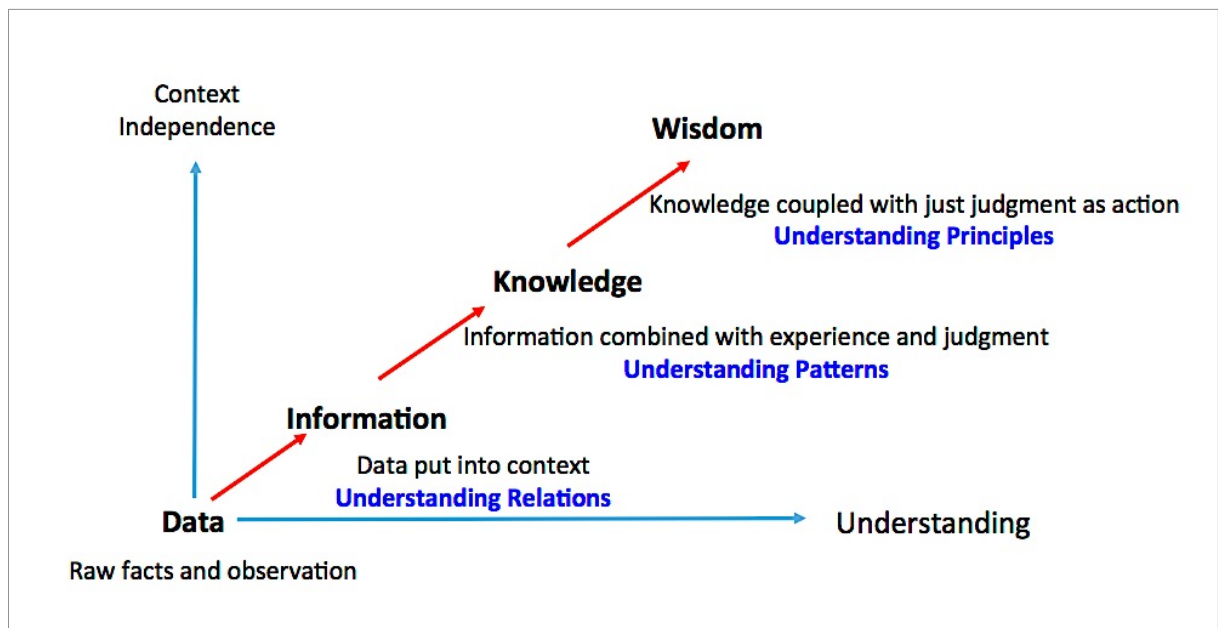 Context
Independence
Wisdom
Knowledge coupled with just judgment as action
Understanding Principles
Knowledge
Information combined with experience and judgment
Understanding Patterns
Information
Data put into context
Understanding Relations
Data
Understanding
Raw facts and observation